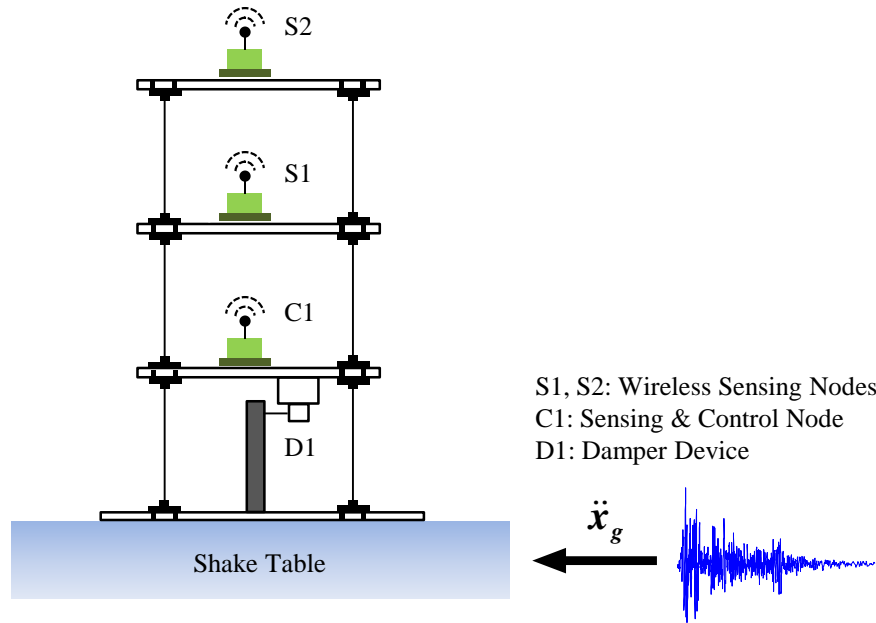 S2
S1
C1
D1
S1, S2: Wireless Sensing Nodes
C1: Sensing & Control Node
D1: Damper Device
ẍg
Shake Table